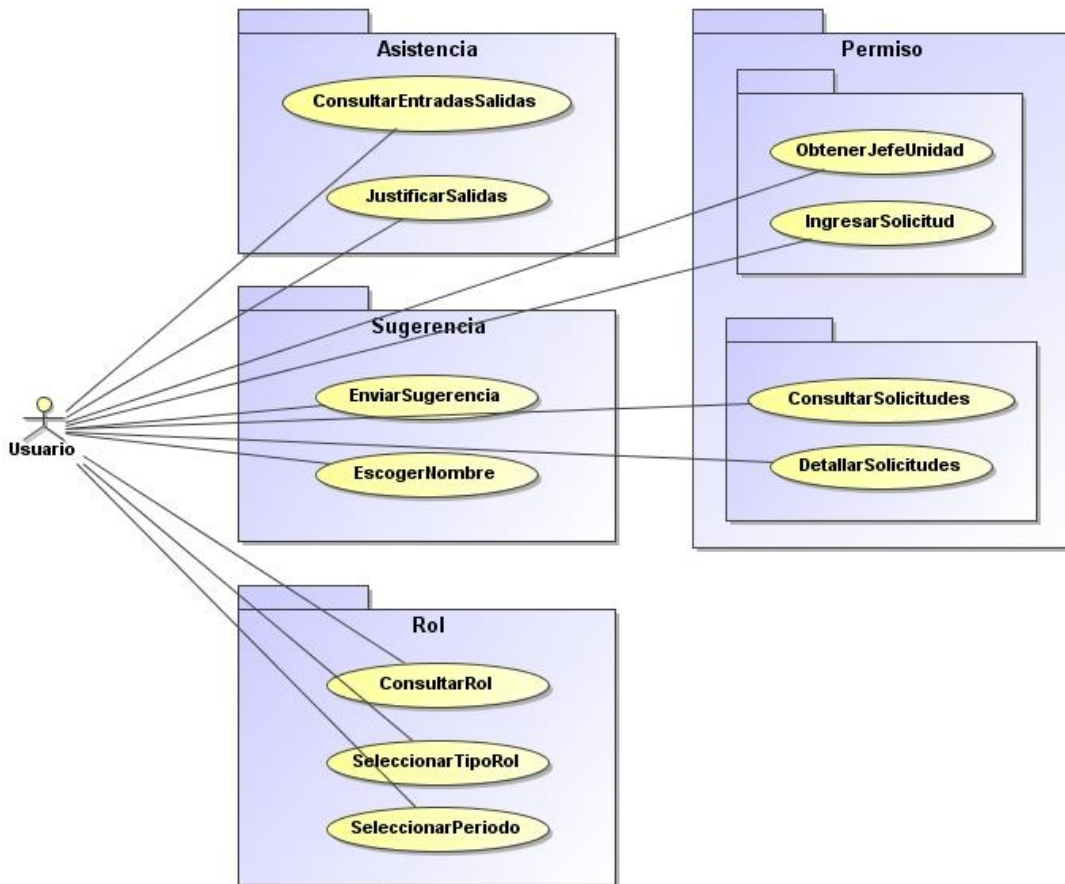 Asistencia
ConsultarEntradasSalidas
JustificarSalidas
Permiso
ObtenerJefeUnidad
IngresarSolicitud
Sugerencia
EnviarSugerencia
EscogerNombre
ConsultarSolicitudes
DetallarSolicitudes
Usuario
Rol
ConsultarRol
SeleccionarTipoRol
SeleccionarPeriodo